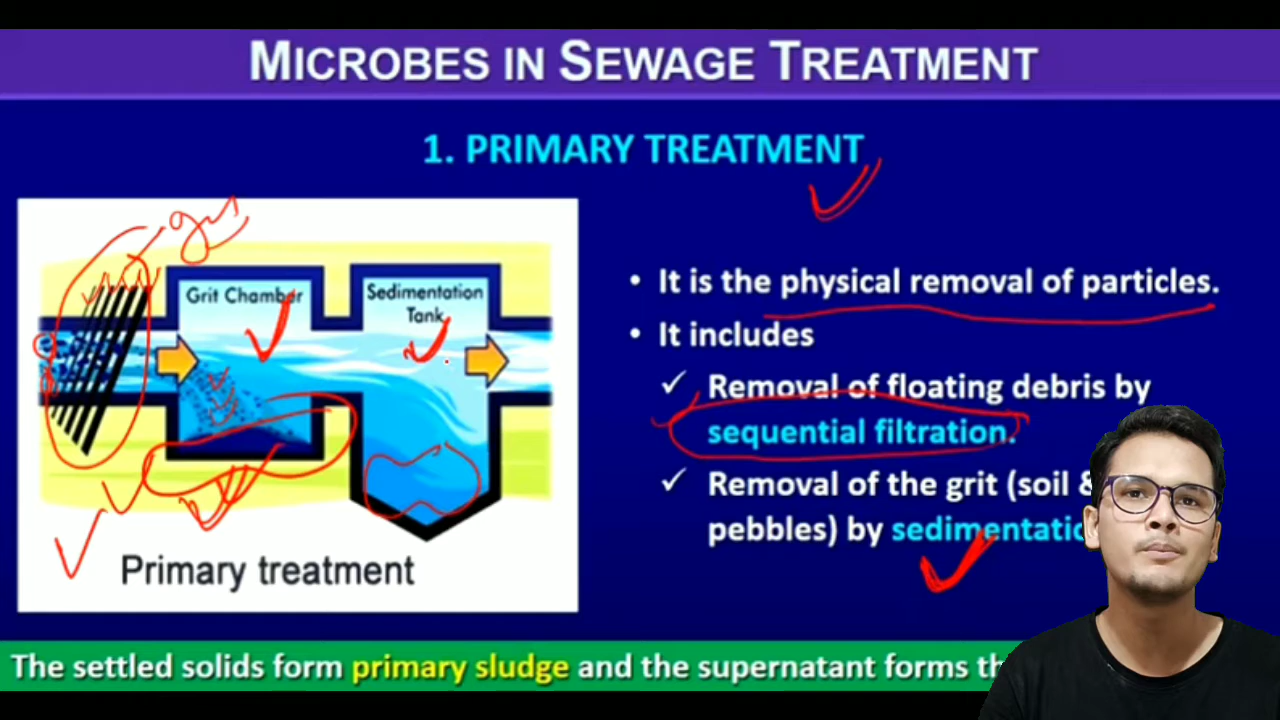 MICROBES IN SEWAGE TREATMENT
1. PRIMARY TREATMENT
Grit Chamber
Sedimentation
Tank
Primary treatment
• It is the physical removal of particles.
• It includes
✓ Removal of floating debris by
sequential filtration.
✓ Removal of the grit (soil &
pebbles) by
The settled solids form primary sludge and the supernatant forms